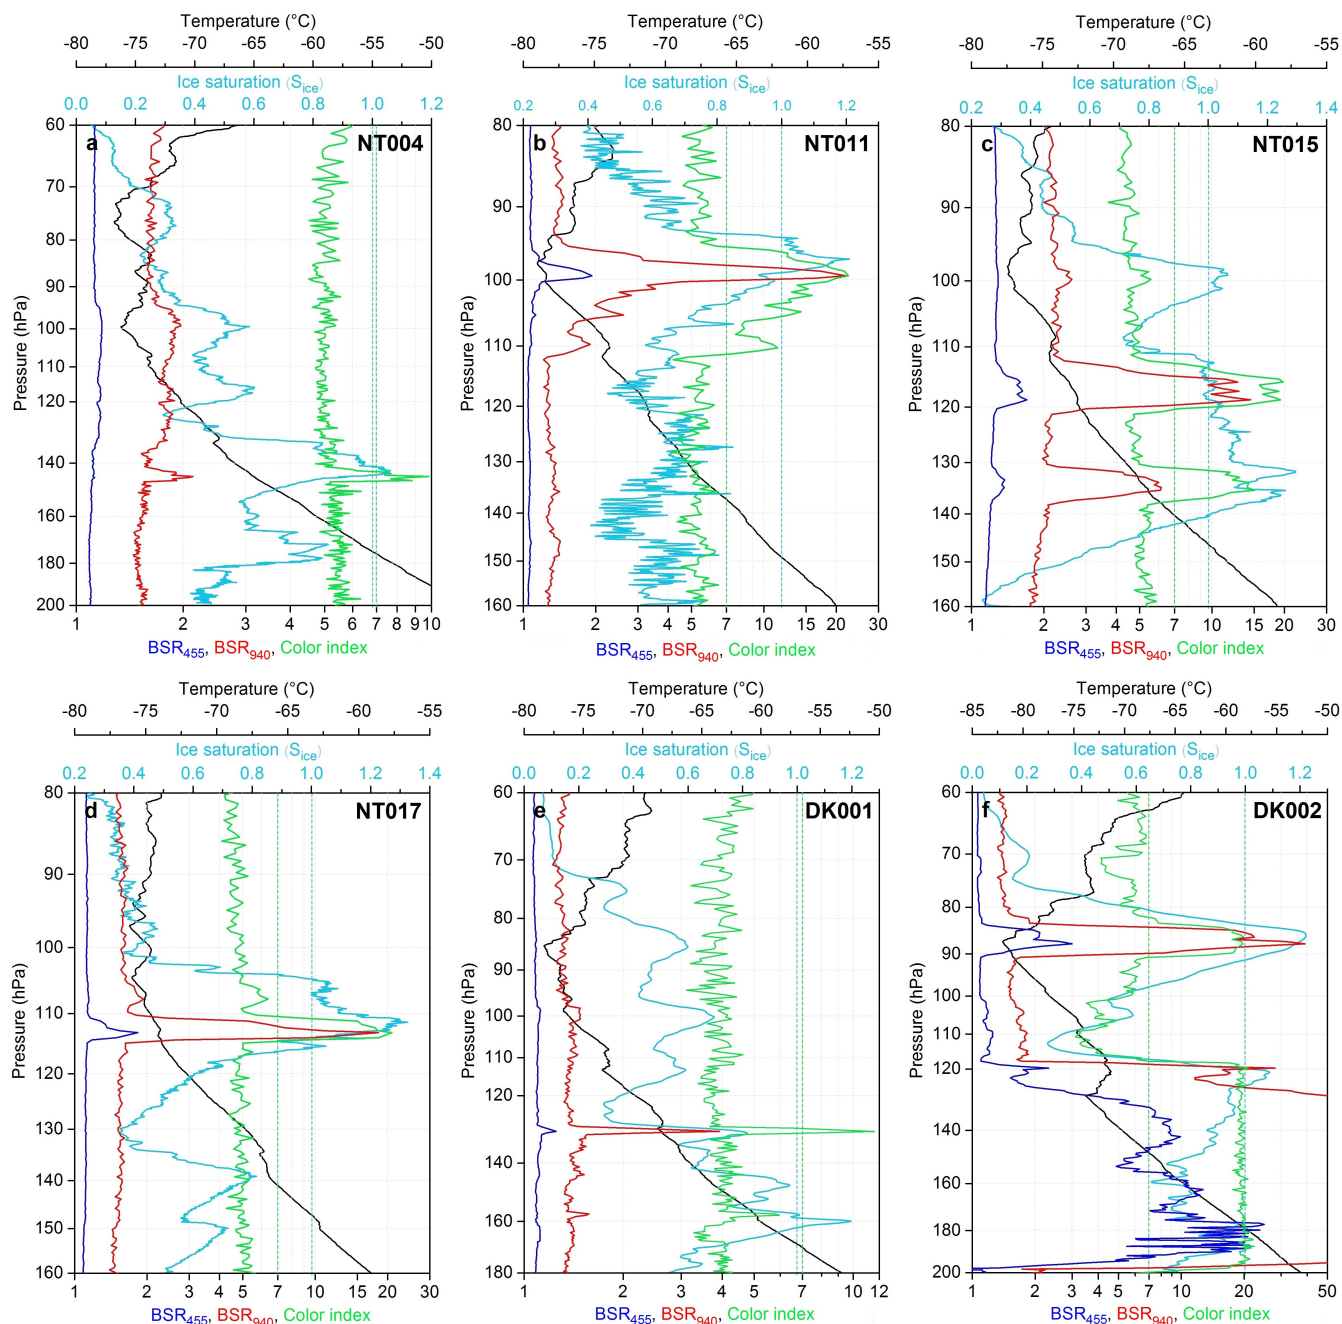 Temperature (°C) Temperature (°C) Temperature (°C)
-80 -75 -70 -65 -60 -55 -50 -80 -75 -70 -65 -60 -55 -80 -75 -70 -65 -60 -55
Ice saturation (Sice) Ice saturation (Sice) Ice saturation (Sice)
0.0 0.2 0.4 0.6 0.8 1.0 1.2 0.2 0.4 0.6 0.8 1.0 1.2 0.2 0.4 0.6 0.8 1.0 1.2 1.4
a NT004 b NT011 c NT015
Pressure (hPa)
60
70
80
90
100
110
120
140
160
180
200
Pressure (hPa)
80
90
100
110
120
130
140
150
160
Pressure (hPa)
80
90
100
110
120
130
140
150
160
1 2 3 4 5 6 7 8 9 10 1 2 3 4 5 7 10 15 20 30 1 2 3 4 5 7 10 15 20 30
BSR455, BSR940, Color index BSR455, BSR940, Color index BSR455, BSR940, Color index
Temperature (°C) Temperature (°C) Temperature (°C)
-80 -75 -70 -65 -60 -55 -80 -75 -70 -65 -60 -55 -50 -85 -80 -75 -70 -65 -60 -55 -50
Ice saturation (Sice) Ice saturation (Sice) Ice saturation (Sice)
0.2 0.4 0.6 0.8 1.0 1.2 1.4 0.0 0.2 0.4 0.6 0.8 1.0 1.2 0.0 0.2 0.4 0.6 0.8 1.0 1.2
d NT017 e DK001 f DK002
Pressure (hPa)
80
90
100
110
120
130
140
150
160
Pressure (hPa)
60
70
80
90
100
110
120
140
160
180
Pressure (hPa)
60
70
80
90
100
110
120
140
160
180
200
1 2 3 4 5 7 10 15 20 30 1 2 3 4 5 7 10 12 1 2 3 4 5 7 10 20 50
BSR455, BSR940, Color index BSR455, BSR940, Color index BSR455, BSR940, Color index